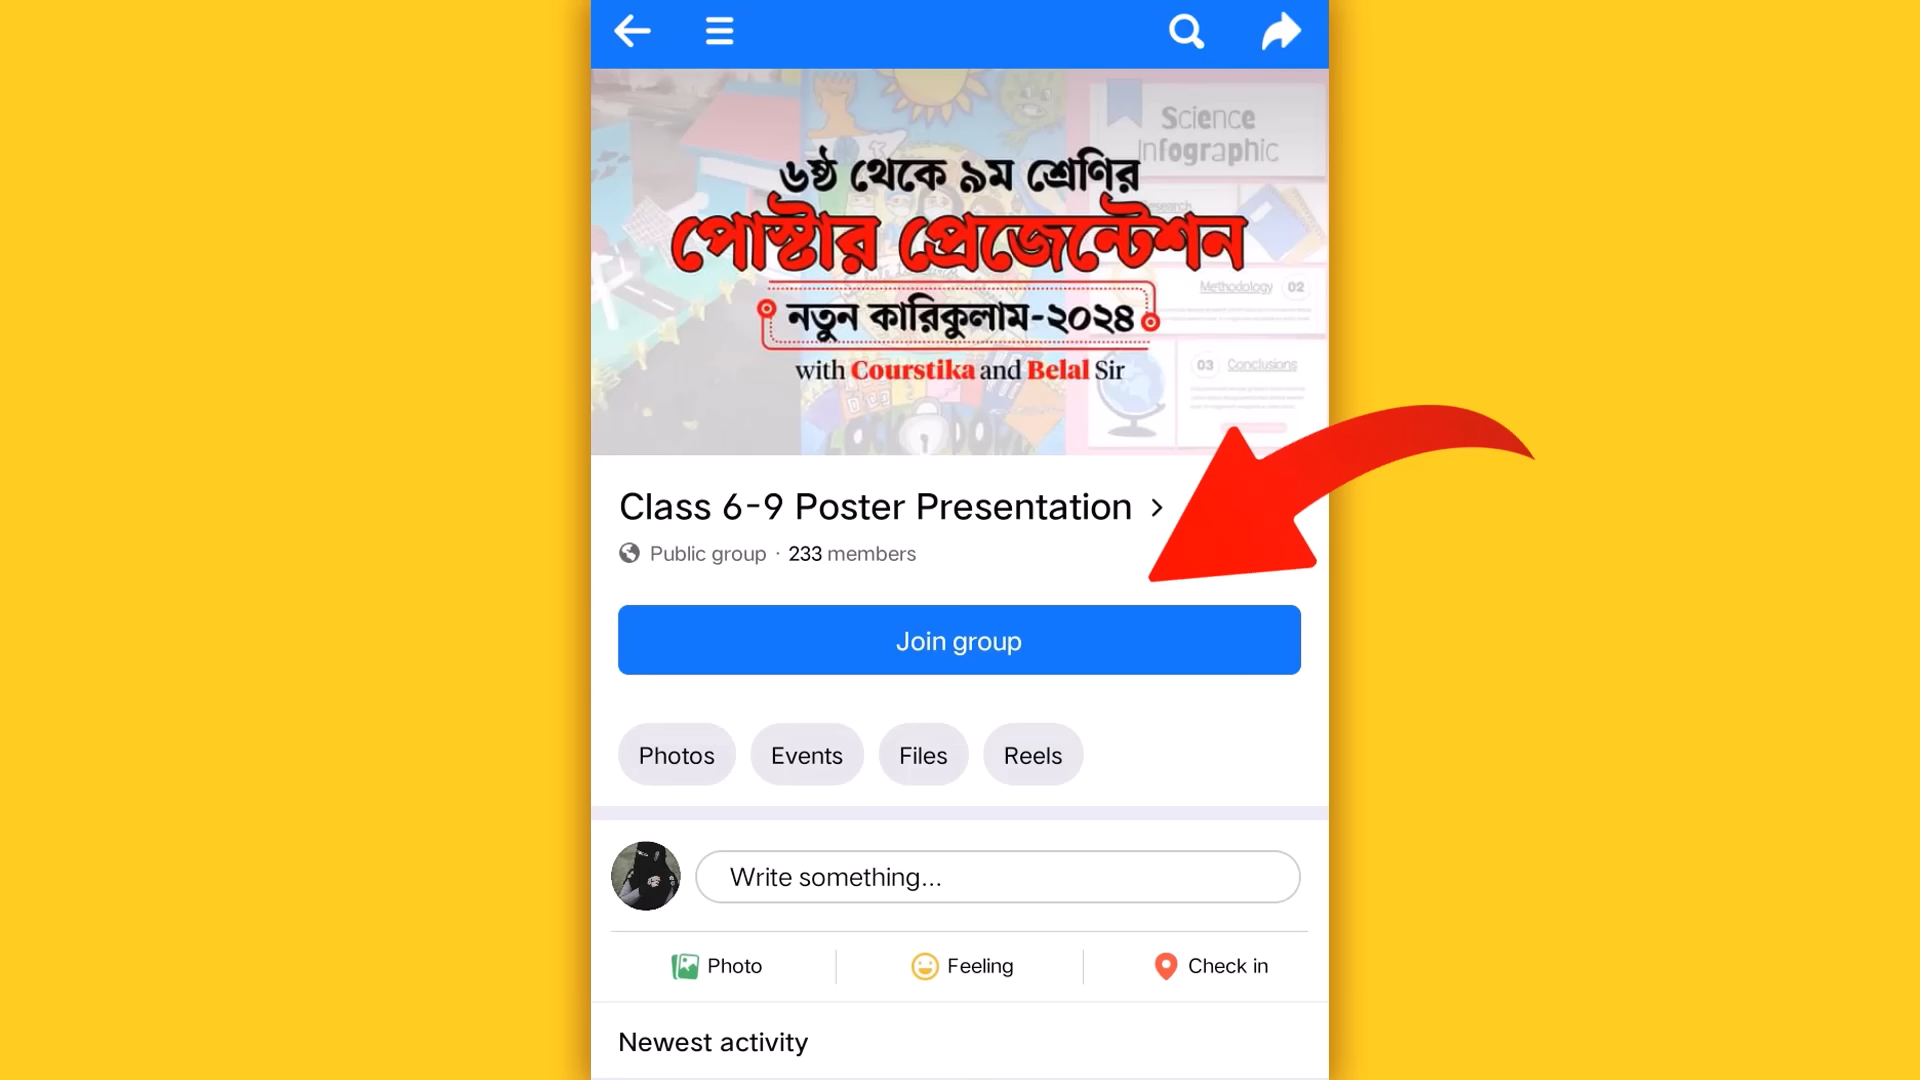 Science
Infographic
৬ষ্ঠ থেকে ৯ম শ্রেণির
পোস্টার প্রেজেন্টেশন
Research
নতুন কারিকুলাম-২০২৪
Methodology 02
with Courstika and Belal Sir
03 Conclusions
Class 6-9 Poster Presentation
Public group · 233 members
Join group
Photos Events Files Reels
Write something...
Photo Feeling Check in
Newest activity